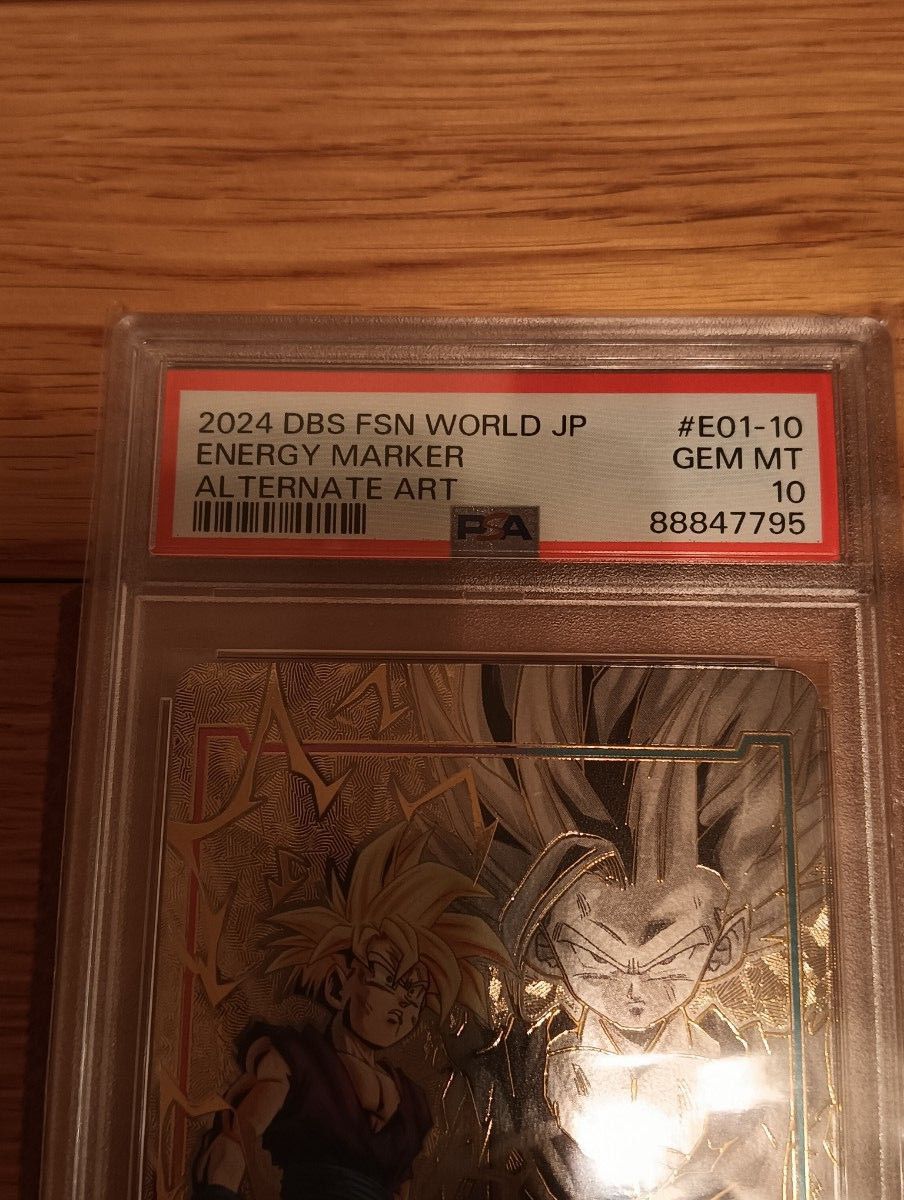 2024 DBS FSN WORLD JP #E01-10
ENERGY MARKER GEM MT
ALTERNATE ART 10
PSA 88847795